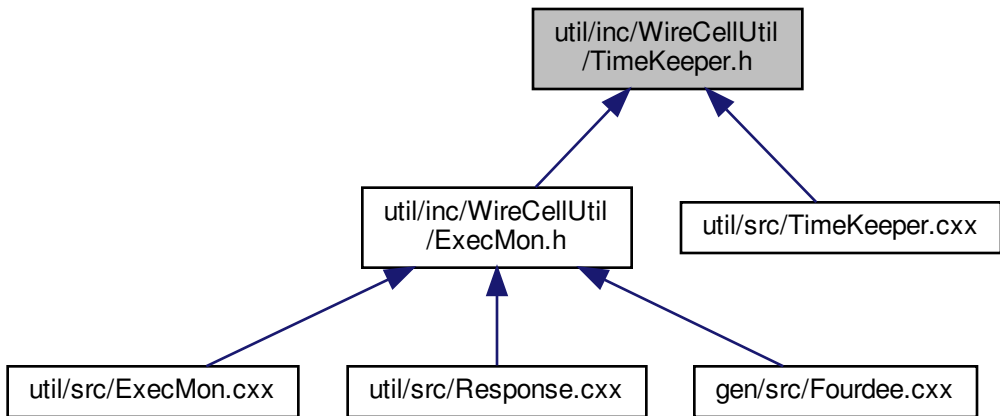 util/inc/WireCellUtil
/TimeKeeper.h
util/inc/WireCellUtil
/ExecMon.h
util/src/TimeKeeper.cxx
util/src/ExecMon.cxx
util/src/Response.cxx
gen/src/Fourdee.cxx